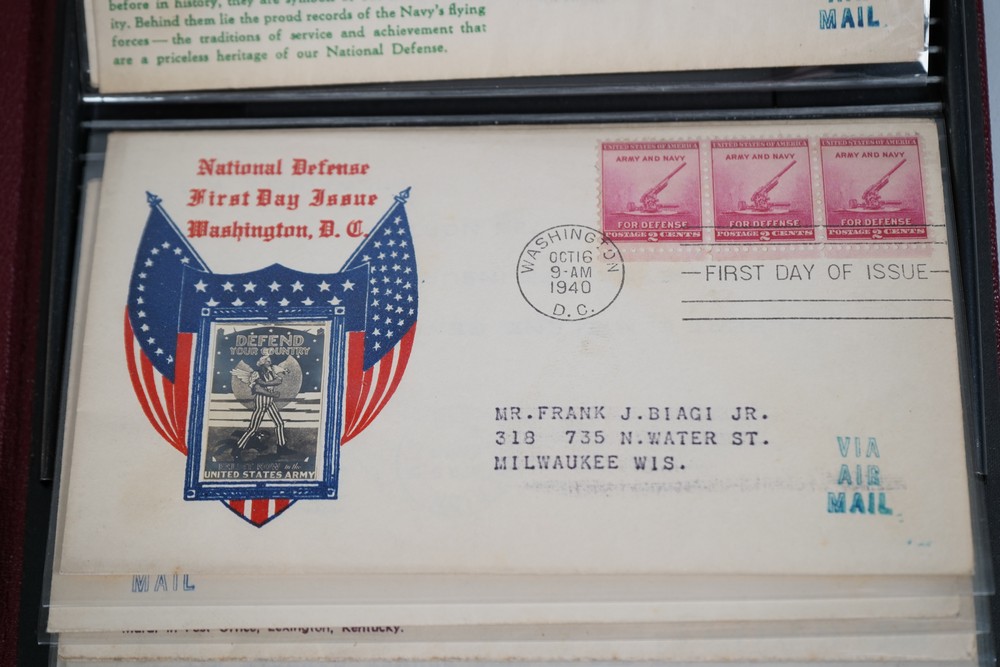 before in history, they are
ity. Behind them lie the proud records of the Navy's flying
forces — the traditions of service and achievement that
are a priceless heritage of our National Defense.
MAIL
National Defense
First Day Issue
Washington, D. C.
DEFEND
YOUR COUNTRY
UNITED STATES ARMY
UNITED STATES OF AMERICA
ARMY AND NAVY
FOR DEFENSE
POSTAGE 2 CENTS
UNITED STATES OF AMERICA
ARMY AND NAVY
FOR DEFENSE
POSTAGE 2 CENTS
UNITED STATES OF AMERICA
ARMY AND NAVY
FOR DEFENSE
POSTAGE 2 CENTS
WASHINGTON
OCT 16
9-AM
1940
D.C.
FIRST DAY OF ISSUE
MR.FRANK J.BIAGI JR.
318 735 N.WATER ST.
MILWAUKEE WIS.
VIA
AIR
MAIL
MAIL
Mural in Post Office, Lexington, Kentucky.